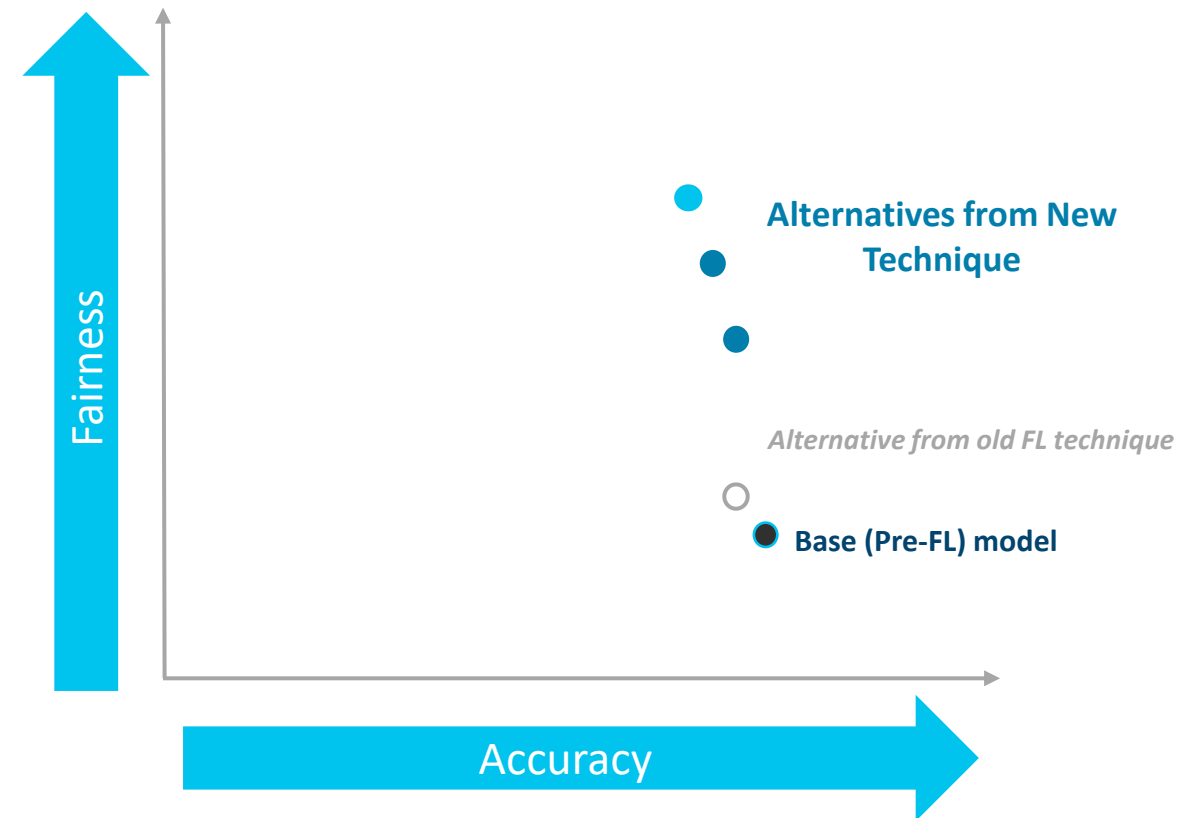 Fairness
Alternatives from New
Technique
Alternative from old FL technique
Base (Pre-FL) model
Accuracy